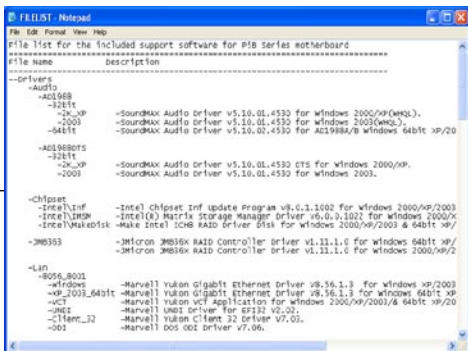 FILELIST - Notepad
File Edit Format View Help
File list for the included support software for P5B Series motherboard
================================================================================
File Name Description
--------------------------------------------------------------------------------
--Drivers
-Audio
-AD1988
-32bit
-2K_XP -SoundMAX Audio Driver v5.10.01.4530 for Windows 2000/XP(WHQL).
-2003 -SoundMAX Audio Driver v5.10.01.4530 for Windows 2003(WHQL).
-64bit -SoundMAX Audio Driver v5.10.02.4530 for AD1988A/B Windows 64bit XP/20
-AD1988DTS
-32bit
-2K_XP -SoundMAX Audio Driver v5.10.01.4530 DTS for Windows 2000/XP.
-2003 -SoundMAX Audio Driver v5.10.01.4530 for Windows 2003.
-Chipset
-Intel\Inf -Intel Chipset Inf Update Program v8.0.1.1002 for Windows 2000/XP/2003
-Intel\IMSM -Intel(R) Matrix Storage Manager Driver v6.0.0.1022 for Windows 2000/X
-Intel\MakeDisk -Make Intel ICH8 RAID Driver Disk for Windows 2000/XP/2003 & 64bit XP/
-JMB363 -JMicron JMB36X RAID Controller Driver v1.11.1.0 for Windows 64bit XP/
-JMicron JMB36X RAID Controller Driver v1.11.1.0 for Windows 2000/XP/2
-Lan
-8056_8001
-Windows -Marvell Yukon Gigabit Ethernet Driver v8.56.1.3 for Windows XP/2003
-XP_2003_64bit -Marvell Yukon Gigabit Ethernet Driver v8.56.1.3 for Windows 64bit XP
-VCT -Marvell Yukon VCT Application for Windows 2000/XP/2003/& 64bit XP/20
-UNDI -Marvell UNDI Driver for EFI32 v2.02.
-Client_32 -Marvell Yukon Client 32 Driver v7.03.
-ODI -Marvell DOS ODI Driver v7.06.